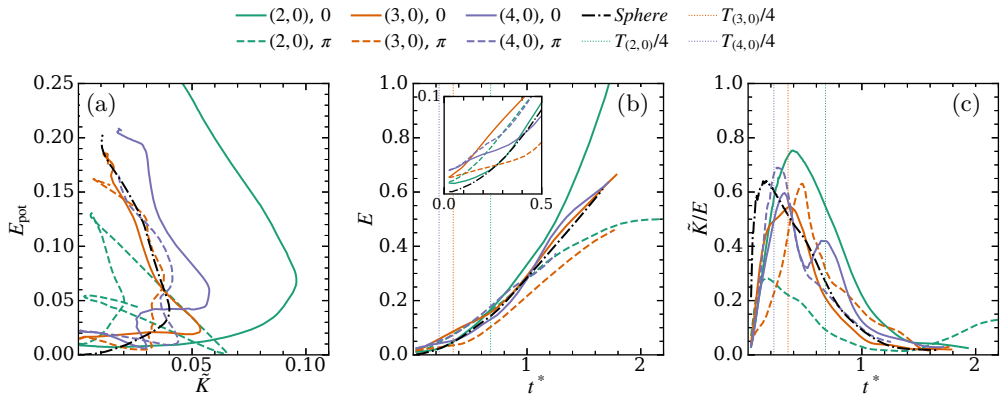 (2, 0), 0 (3, 0), 0 (4, 0), 0 Sphere T(3, 0)/4
(2, 0), π (3, 0), π (4, 0), π T(2, 0)/4 T(4, 0)/4
(a)
0.25
0.20
0.15
0.10
0.05
0.00
E_pot
0.05 0.10
K̃
(b)
1.0
0.8
0.6
0.4
0.2
0.0
E
0.1
0.0 0.5
0 1 2
t*
(c)
1.0
0.8
0.6
0.4
0.2
0.0
K̃/E
1 2
t*